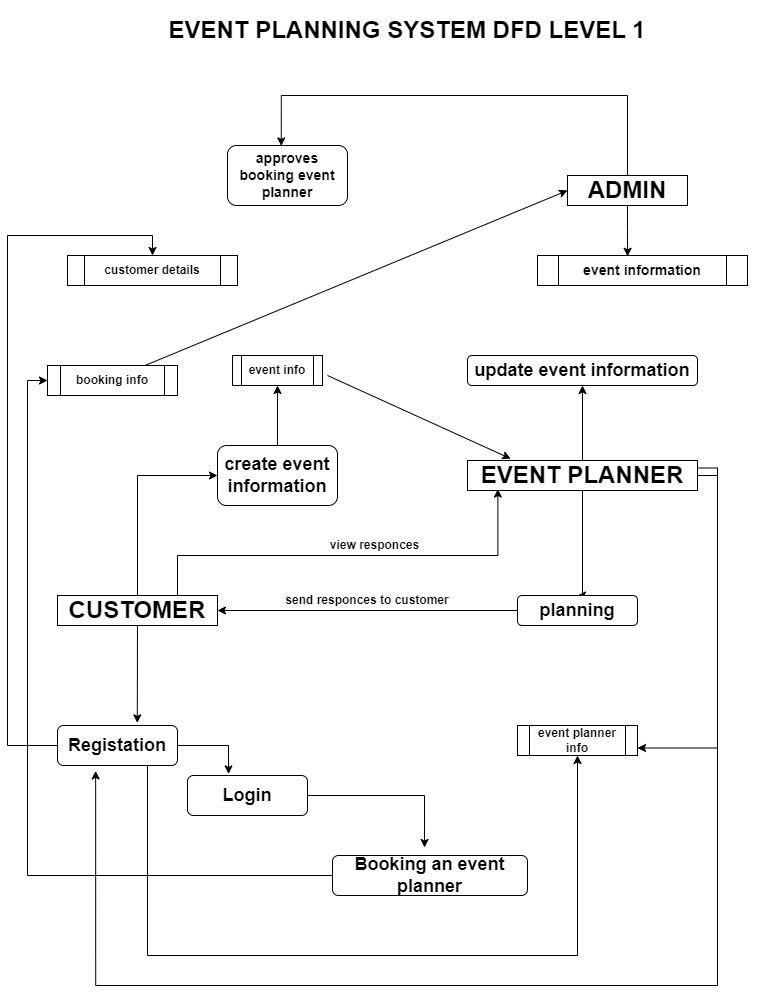 EVENT PLANNING SYSTEM DFD LEVEL 1
approves
booking event
planner
ADMIN
customer details
event information
booking info
event info
update event information
create event
information
EVENT PLANNER
view responces
CUSTOMER
send responces to customer
planning
Registation
event planner
info
Login
Booking an event
planner